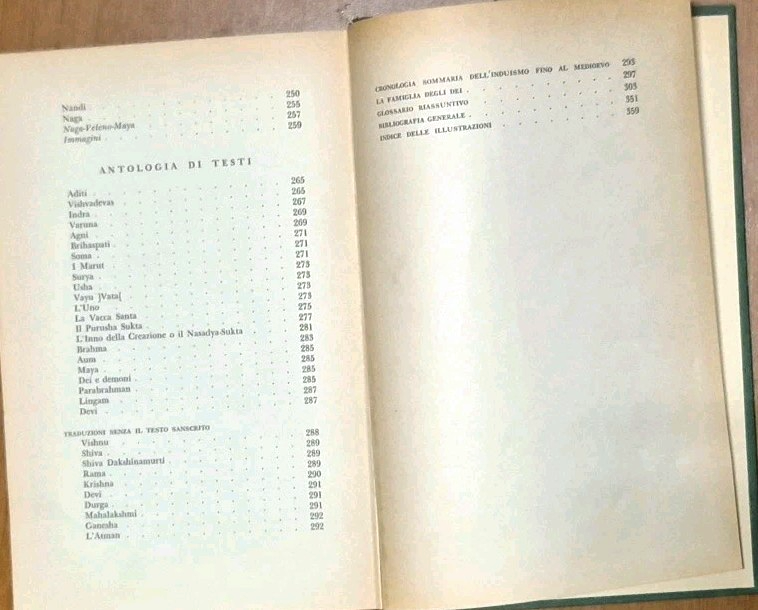 Nandi 250
Naga 255
Naga-Veleno-Maya 257
Immagini 259
ANTOLOGIA DI TESTI
Aditi 265
Vishvadevas 265
Indra 267
Varuna 269
Agni 269
Brihaspati 271
Soma 271
I Marut 271
Surya 273
Usha 273
Vayu ]Vata[ 273
L'Uno 273
La Vacca Santa 275
Il Purusha Sukta 277
L'Inno della Creazione o il Nasadya-Sukta 281
Brahma 283
Aum 285
Maya 285
Dei e demoni 285
Parabrahman 285
Lingam 287
Devi 287
TRADUZIONI SENZA IL TESTO SANSCRITO
Vishnu 288
Shiva 289
Shiva Dakshinamurti 289
Rama 289
Krishna 290
Devi 291
Durga 291
Mahalakshmi 291
Ganesha 292
L'Atman 292
CRONOLOGIA SOMMARIA DELL'INDUISMO FINO AL MEDIOEVO 293
LA FAMIGLIA DEGLI DEI 297
GLOSSARIO RIASSUNTIVO 303
BIBLIOGRAFIA GENERALE 351
INDICE DELLE ILLUSTRAZIONI 359